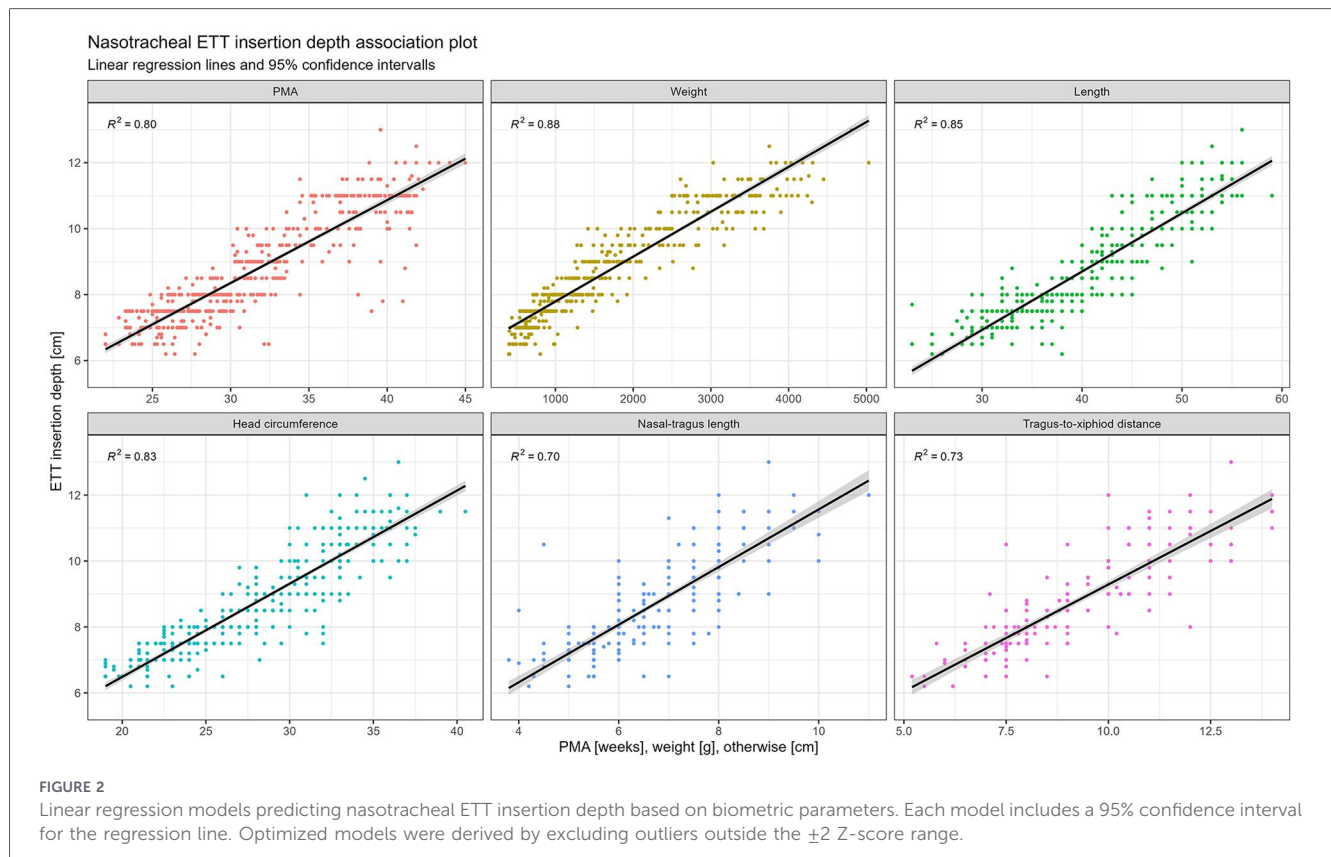 Nasotracheal ETT insertion depth association plot
Linear regression lines and 95% confidence intervalls
PMA
Weight
Length
R² = 0.80
R² = 0.88
R² = 0.85
12
10
8
6
25 30 35 40 45
1000 2000 3000 4000 5000
30 40 50 60
Head circumference
Nasal-tragus length
Tragus-to-xiphiod distance
R² = 0.83
R² = 0.70
R² = 0.73
12
10
8
6
20 25 30 35 40
4 6 8 10
5.0 7.5 10.0 12.5
ETT insertion depth [cm]
PMA [weeks], weight [g], otherwise [cm]
FIGURE 2
Linear regression models predicting nasotracheal ETT insertion depth based on biometric parameters. Each model includes a 95% confidence interval
for the regression line. Optimized models were derived by excluding outliers outside the ±2 Z-score range.